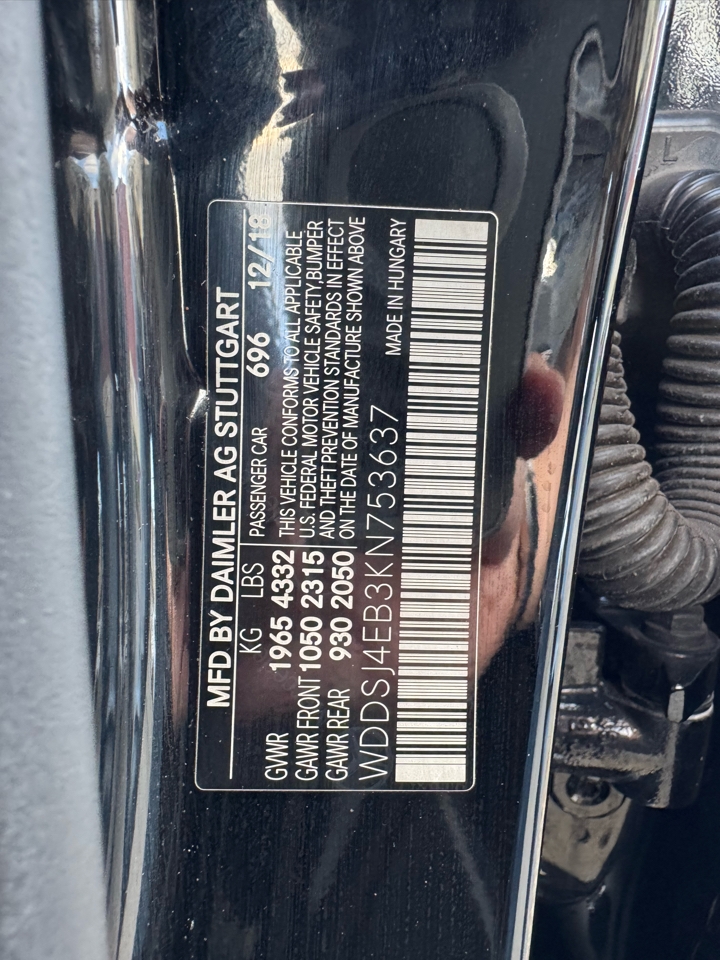 MFD BY DAIMLER AG STUTTGART
KG LBS PASSENGER CAR 696 12/18
GVWR 1965 4332 THIS VEHICLE CONFORMS TO ALL APPLICABLE
GAWR FRONT 1050 2315 U.S. FEDERAL MOTOR VEHICLE SAFETY,BUMPER
GAWR REAR 930 2050 AND THEFT PREVENTION STANDARDS IN EFFECT
ON THE DATE OF MANUFACTURE SHOWN ABOVE
WDDSJ4EB3KN753637 MADE IN HUNGARY
L